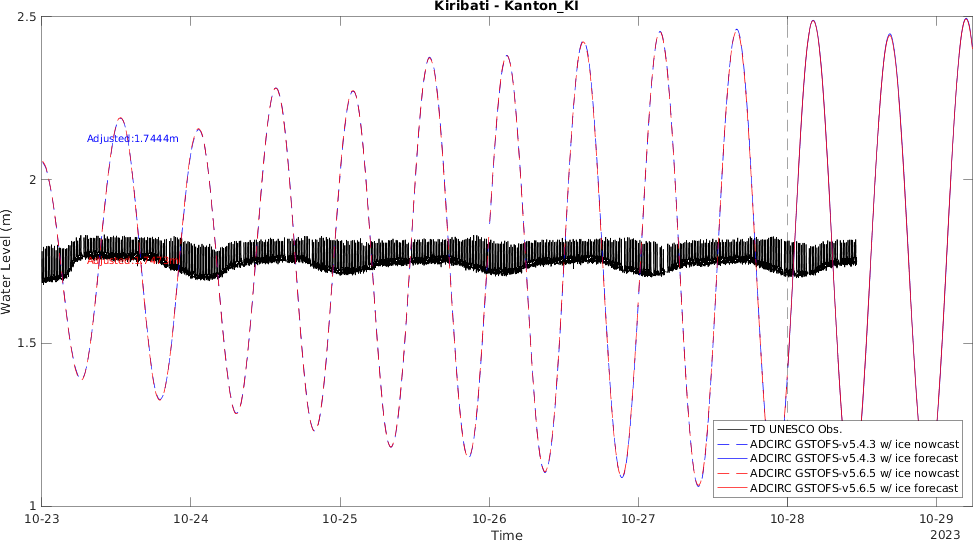 Kiribati - Kanton_KI
2.5
2
1.5
1
Water Level (m)
Adjusted:1.7444m
Adjusted
10-23
10-24
10-25
10-26
10-27
10-28
10-29
Time
2023
TD UNESCO Obs.
ADCIRC GSTOFS-v5.4.3 w/ ice nowcast
ADCIRC GSTOFS-v5.4.3 w/ ice forecast
ADCIRC GSTOFS-v5.6.5 w/ ice nowcast
ADCIRC GSTOFS-v5.6.5 w/ ice forecast